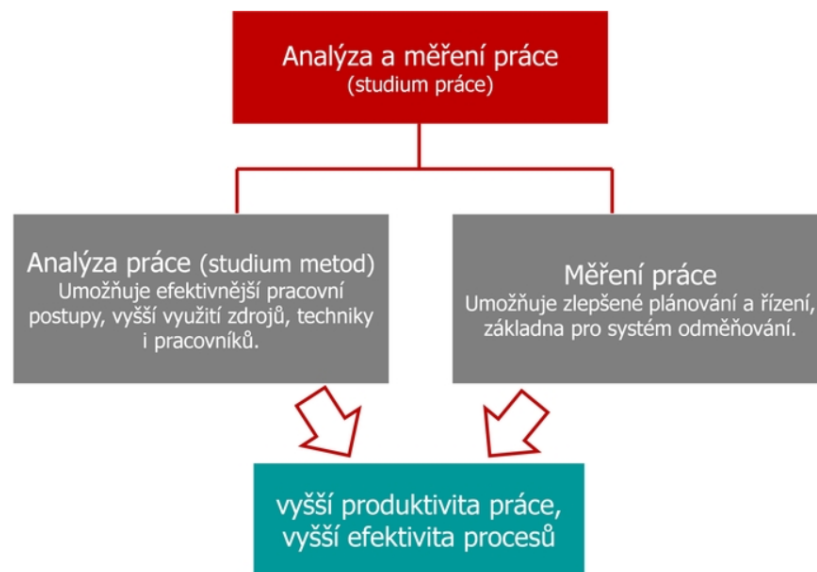 Analýza a měření práce
(studium práce)
Analýza práce (studium metod)
Umožňuje efektivnější pracovní
postupy, vyšší využití zdrojů, techniky
i pracovníků.
Měření práce
Umožňuje zlepšené plánování a řízení,
základna pro systém odměňování.
vyšší produktivita práce,
vyšší efektivita procesů